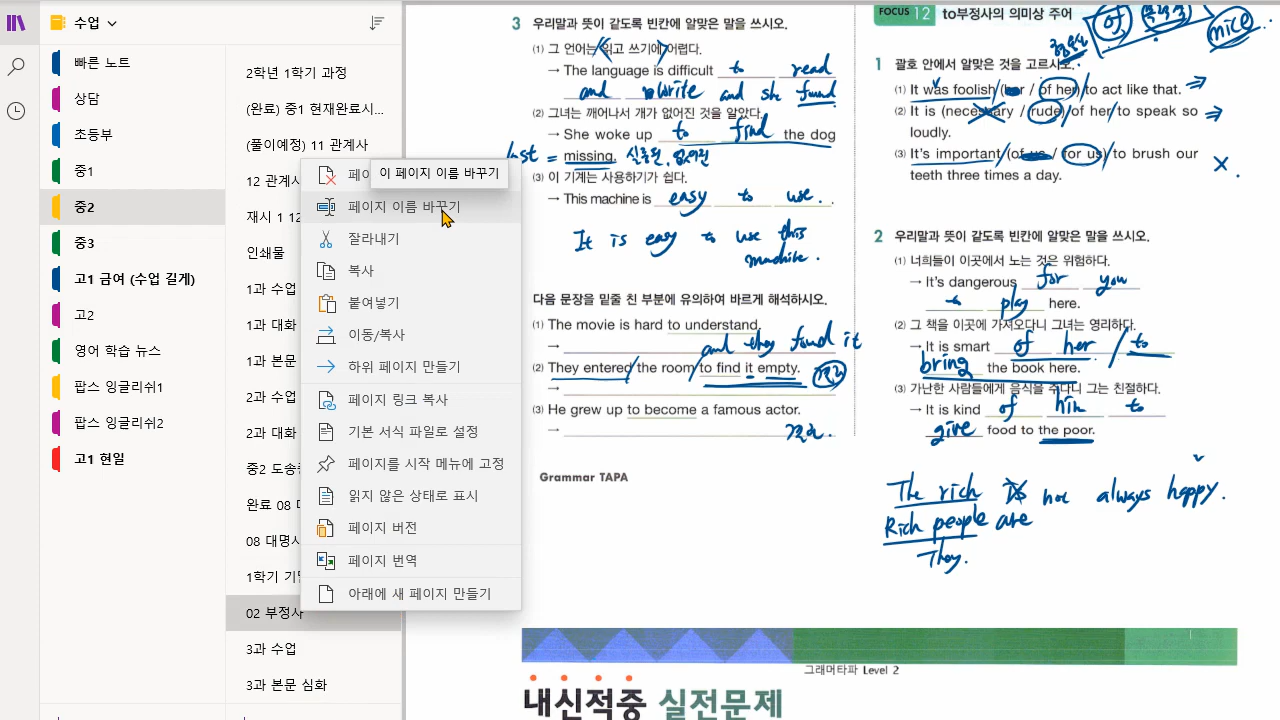 수업
빠른 노트
상담
초등부
중1
중2
중3
고1 금여 (수업 길게)
고2
영어 학습 뉴스
팝스 잉글리쉬1
팝스 잉글리쉬2
고1 현일
2학년 1학기 과정
(완료) 중1 현재완료시...
(풀이예정) 11 관계사
12 관계사
재시 1 12
인쇄물
1과 수업
1과 대화
1과 본문
2과 수업
2과 대화
중2 도송중
완료 08 대
08 대명사
1학기 기말
02 부정사
3과 수업
3과 본문 심화
이 페이지 이름 바꾸기
페이지 이름 바꾸기
잘라내기
복사
붙여넣기
이동/복사
하위 페이지 만들기
페이지 링크 복사
기본 서식 파일로 설정
페이지를 시작 메뉴에 고정
읽지 않은 상태로 표시
페이지 버전
페이지 번역
아래에 새 페이지 만들기
3 우리말과 뜻이 같도록 빈칸에 알맞은 말을 쓰시오.
(1) 그 언어는 읽고 쓰기에 어렵다.
→ The language is difficult to read
and write and she found
(2) 그녀는 깨어나서 개가 없어진 것을 알았다.
→ She woke up to find the dog
lost = missing. 실종된, 없어진
(3) 이 기계는 사용하기가 쉽다.
→ This machine is easy to use.
It is easy to use this
machine.
다음 문장을 밑줄 친 부분에 유의하여 바르게 해석하시오.
(1) The movie is hard to understand.
→
and they found it
(2) They entered the room to find it empty. 결과
→
(3) He grew up to become a famous actor.
→ 결과.
Grammar TAPA
FOCUS 12 to부정사의 의미상 주어
of
nice
1 괄호 안에서 알맞은 것을 고르시오.
(1) It was foolish (her / of her) to act like that.
(2) It is (necessary / rude) of her to speak so
loudly.
(3) It's important (of us / for us) to brush our
teeth three times a day.
2 우리말과 뜻이 같도록 빈칸에 알맞은 말을 쓰시오.
(1) 너희들이 이곳에서 노는 것은 위험하다.
→ It's dangerous for you
to play here.
(2) 그 책을 이곳에 가져오다니 그녀는 영리하다.
→ It is smart of her / to
bring the book here.
(3) 가난한 사람들에게 음식을 주다니 그는 친절하다.
→ It is kind of him to
give food to the poor.
The rich is not always happy.
Rich people are
They.
그래머타파 Level 2
내신적중 실전문제